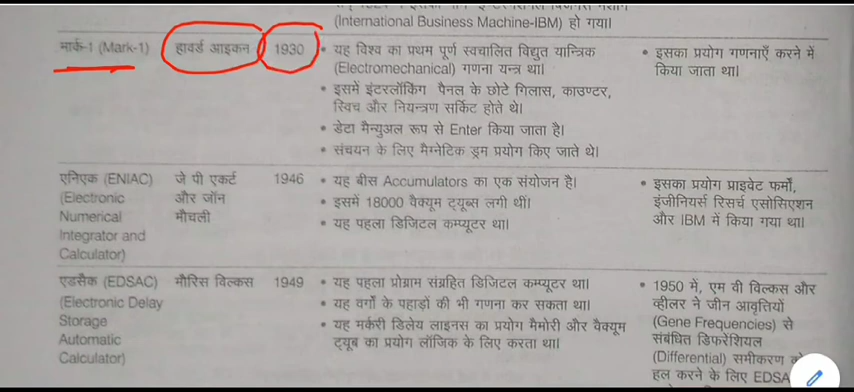 (International Business Machine-IBM) हो गया।
मार्क-1 (Mark-1) हावर्ड आइकन 1930 • यह विश्व का प्रथम पूर्ण स्वचालित विद्युत यान्त्रिक • इसका प्रयोग गणनाएँ करने में
(Electromechanical) गणना यन्त्र था। किया जाता था।
• इसमें इंटरलॉकिंग पैनल के छोटे गिलास, काउण्टर,
स्विच और नियन्त्रण सर्किट होते थे।
• डेटा मैन्युअल रूप से Enter किया जाता है।
• संचयन के लिए मैग्नेटिक ड्रम प्रयोग किए जाते थे।
एनिएक (ENIAC) जे पी एकर्ट 1946 • यह बीस Accumulators का एक संयोजन है। • इसका प्रयोग प्राइवेट फर्मों,
(Electronic और जॉन • इसमें 18000 वैक्यूम ट्यूब्स लगी थीं। इंजीनियर्स रिसर्च एसोसिएशन
Numerical मौचली • यह पहला डिजिटल कम्प्यूटर था। और IBM में किया गया था।
Integrator and
Calculator)
एडसैक (EDSAC) मौरिस विल्कस 1949 • यह पहला प्रोग्राम संग्रहित डिजिटल कम्प्यूटर था। • 1950 में, एम वी विल्कस और
(Electronic Delay • यह वर्गों के पहाड़ों की भी गणना कर सकता था। व्हीलर ने जीन आवृत्तियों
Storage • यह मर्करी डिलेय लाइनस का प्रयोग मैमोरी और वैक्यूम (Gene Frequencies) से
Automatic ट्यूब का प्रयोग लॉजिक के लिए करता था। संबंधित डिफरेंशियल
Calculator) (Differential) समीकरण
हल करने के लिए EDSA